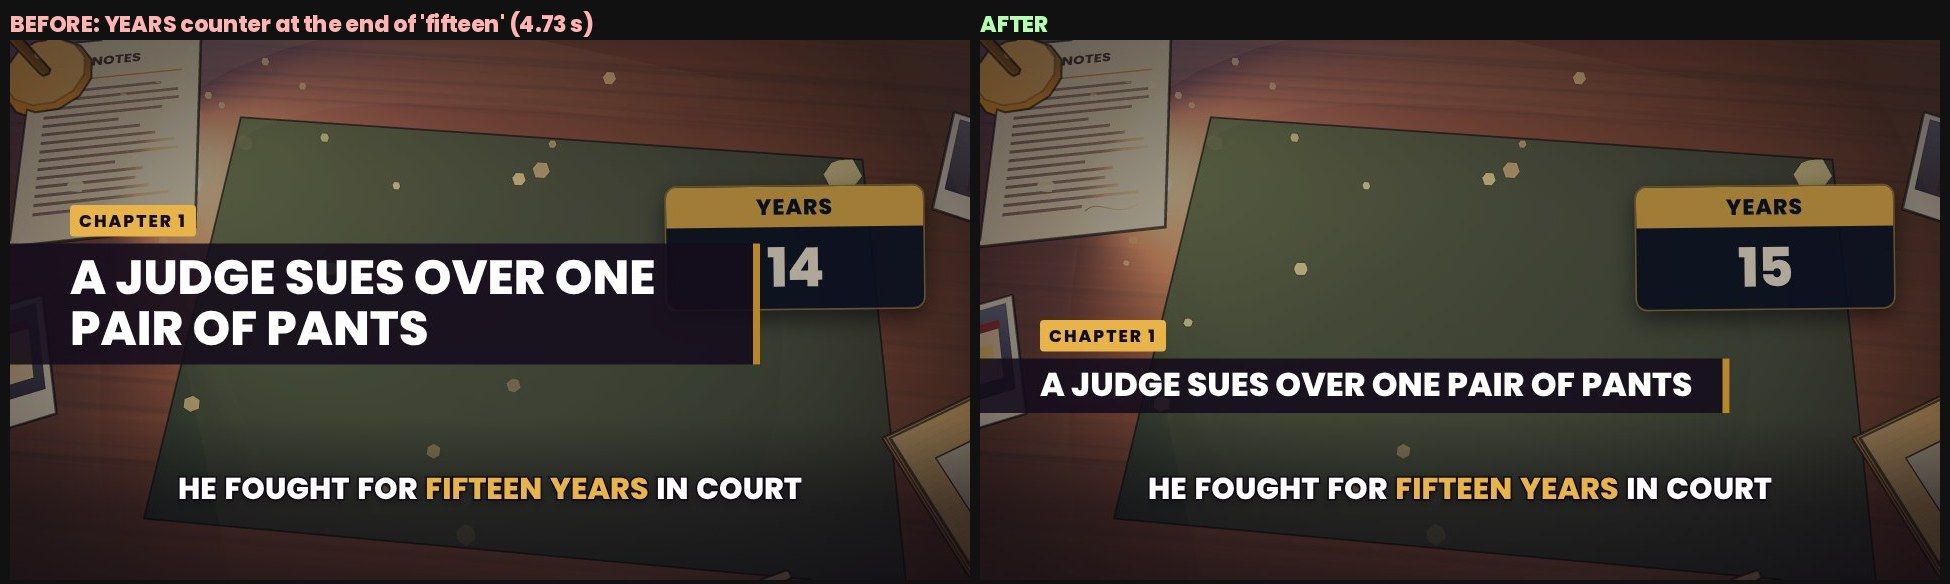 BEFORE: YEARS counter at the end of 'fifteen' (4.73 s)
NOTES
YEARS
14
CHAPTER 1
A JUDGE SUES OVER ONE
PAIR OF PANTS
HE FOUGHT FOR FIFTEEN YEARS IN COURT
AFTER
NOTES
YEARS
15
CHAPTER 1
A JUDGE SUES OVER ONE PAIR OF PANTS
HE FOUGHT FOR FIFTEEN YEARS IN COURT